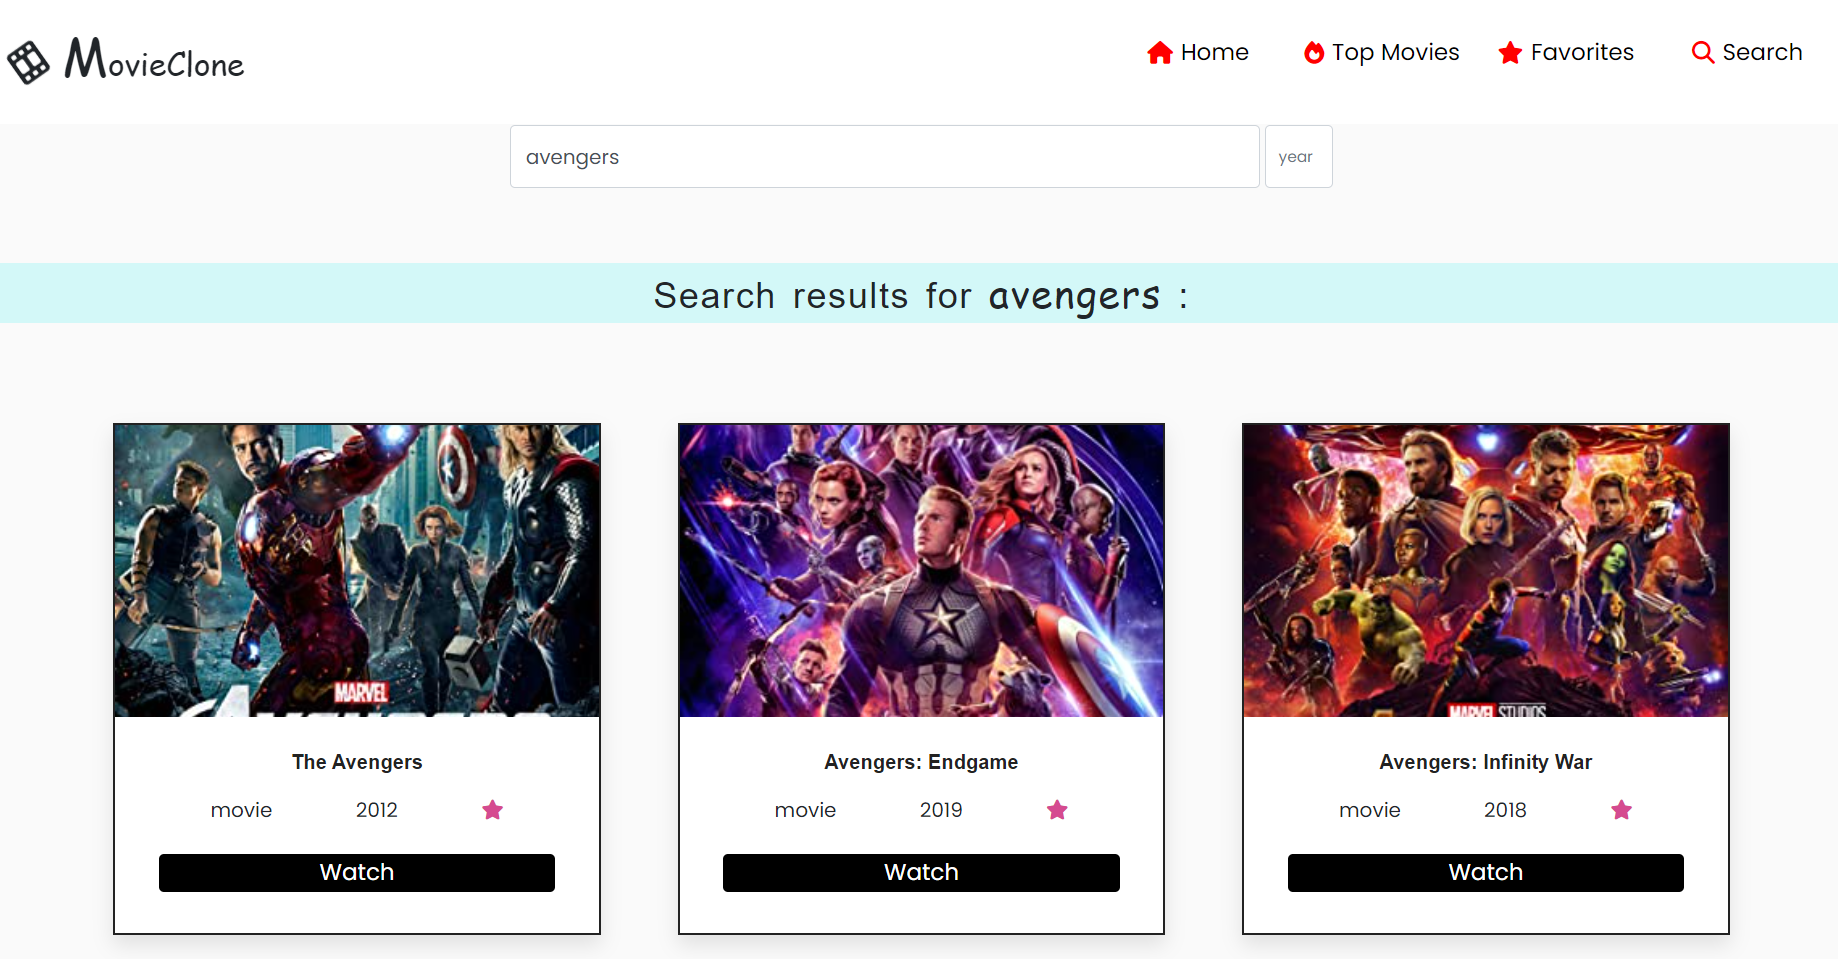 MovieClone
Home Top Movies Favorites Search
avengers year
Search results for avengers :
MARVEL
MARVEL STUDIOS
The Avengers Avengers: Endgame Avengers: Infinity War
movie 2012 movie 2019 movie 2018
Watch Watch Watch